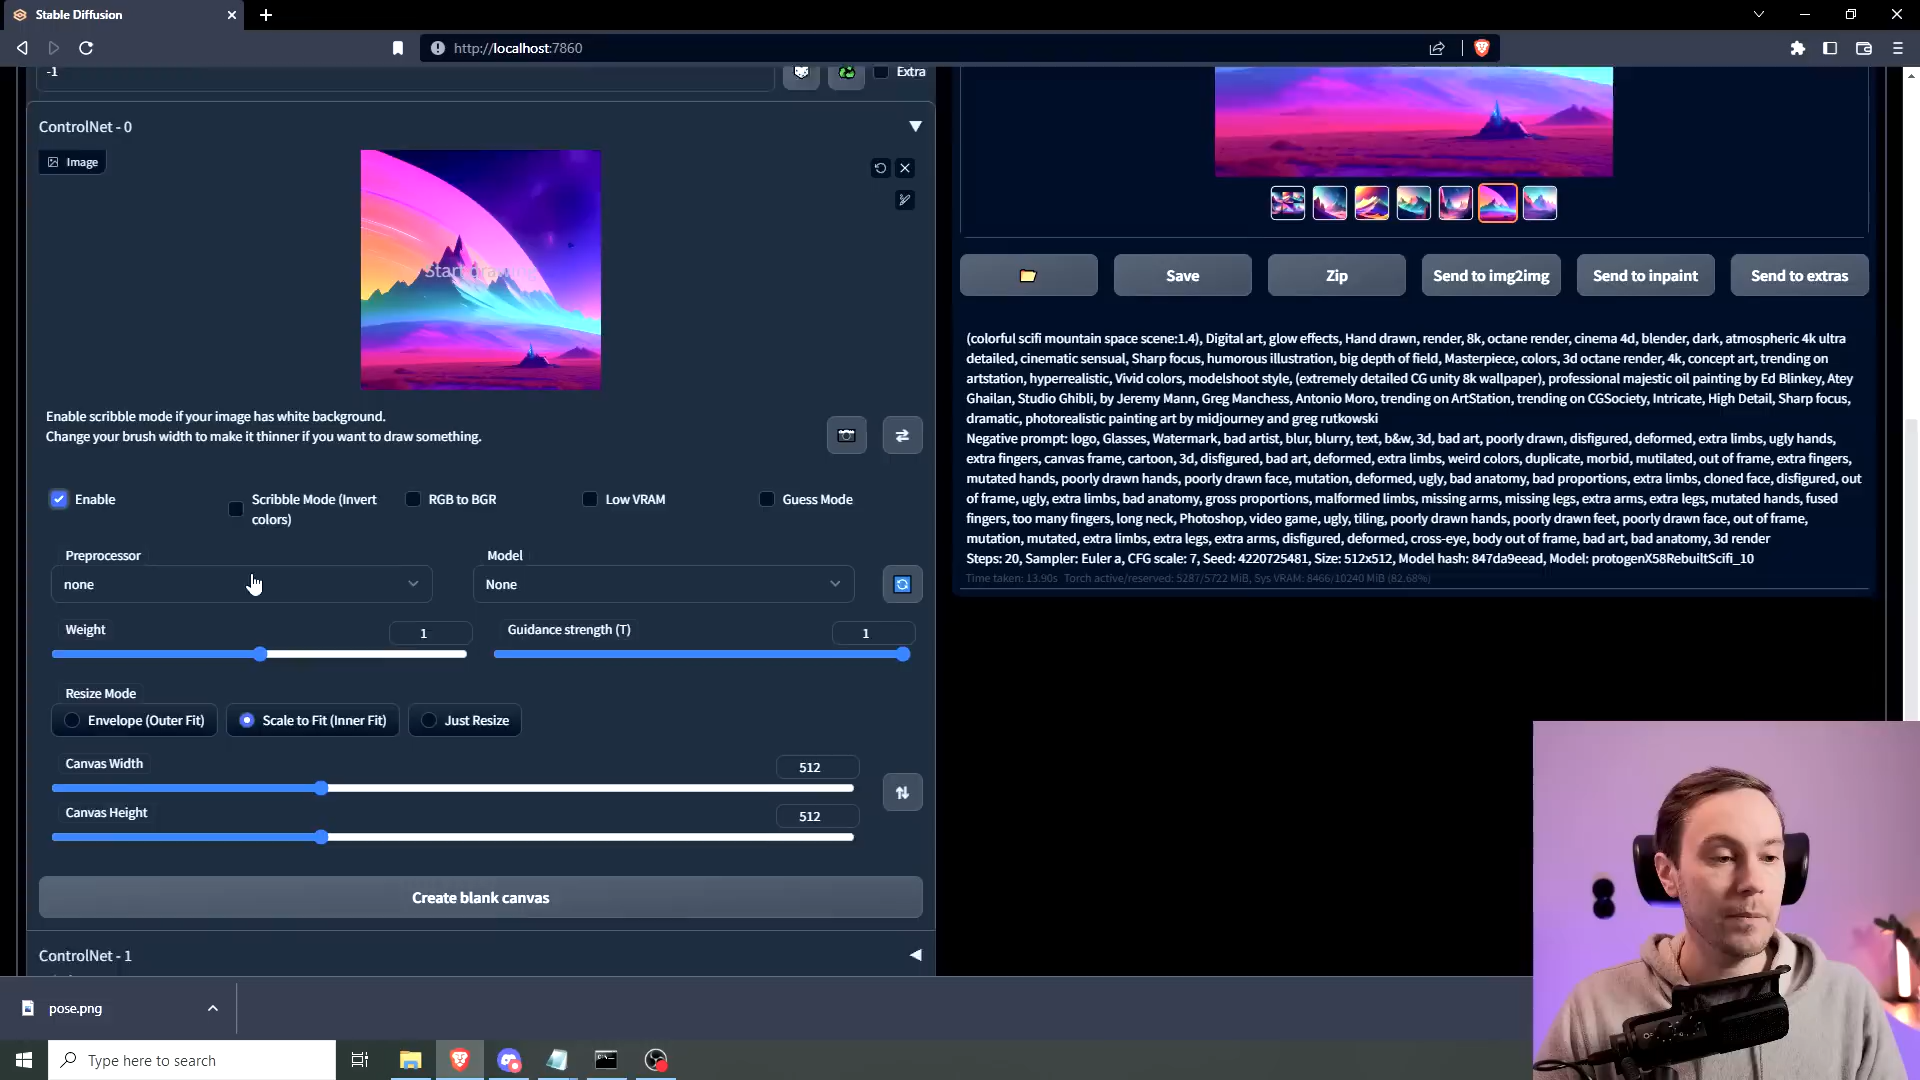 Stable Diffusion
http://localhost:7860
-1
Extra
ControlNet - 0
Image
Enable scribble mode if your image has white background.
Change your brush width to make it thinner if you want to draw something.
Enable
Scribble Mode (Invert
colors)
RGB to BGR
Low VRAM
Guess Mode
Preprocessor
Model
none
None
Weight
1
Guidance strength (T)
1
Resize Mode
Envelope (Outer Fit)
Scale to Fit (Inner Fit)
Just Resize
Canvas Width
512
Canvas Height
512
Create blank canvas
ControlNet - 1
Save
Zip
Send to img2img
Send to inpaint
Send to extras
(colorful scifi mountain space scene:1.4), Digital art, glow effects, Hand drawn, render, 8k, octane render, cinema 4d, blender, dark, atmospheric 4k ultra
detailed, cinematic sensual, Sharp focus, humorous illustration, big depth of field, Masterpiece, colors, 3d octane render, 4k, concept art, trending on
artstation, hyperrealistic, Vivid colors, modelshoot style, (extremely detailed CG unity 8k wallpaper), professional majestic oil painting by Ed Blinkey, Atey
Ghailan, Studio Ghibli, by Jeremy Mann, Greg Manchess, Antonio Moro, trending on ArtStation, trending on CGSociety, Intricate, High Detail, Sharp focus,
dramatic, photorealistic painting art by midjourney and greg rutkowski
Negative prompt: logo, Glasses, Watermark, bad artist, blur, blurry, text, b&w, 3d, bad art, poorly drawn, disfigured, deformed, extra limbs, ugly hands,
extra fingers, canvas frame, cartoon, 3d, disfigured, bad art, deformed, extra limbs, weird colors, duplicate, morbid, mutilated, out of frame, extra fingers,
mutated hands, poorly drawn hands, poorly drawn face, mutation, deformed, ugly, bad anatomy, bad proportions, extra limbs, cloned face, disfigured, out
of frame, ugly, extra limbs, bad anatomy, gross proportions, malformed limbs, missing arms, missing legs, extra arms, extra legs, mutated hands, fused
fingers, too many fingers, long neck, Photoshop, video game, ugly, tiling, poorly drawn hands, poorly drawn feet, poorly drawn face, out of frame,
mutation, mutated, extra limbs, extra legs, extra arms, disfigured, deformed, cross-eye, body out of frame, bad art, bad anatomy, 3d render
Steps: 20, Sampler: Euler a, CFG scale: 7, Seed: 4220725481, Size: 512x512, Model hash: 847da9eead, Model: protogenX58RebuiltScifi_10
Time taken: 13.90s Torch active/reserved: 5287/5722 MiB, Sys VRAM: 8466/10240 MiB (82.68%)
pose.png
Type here to search